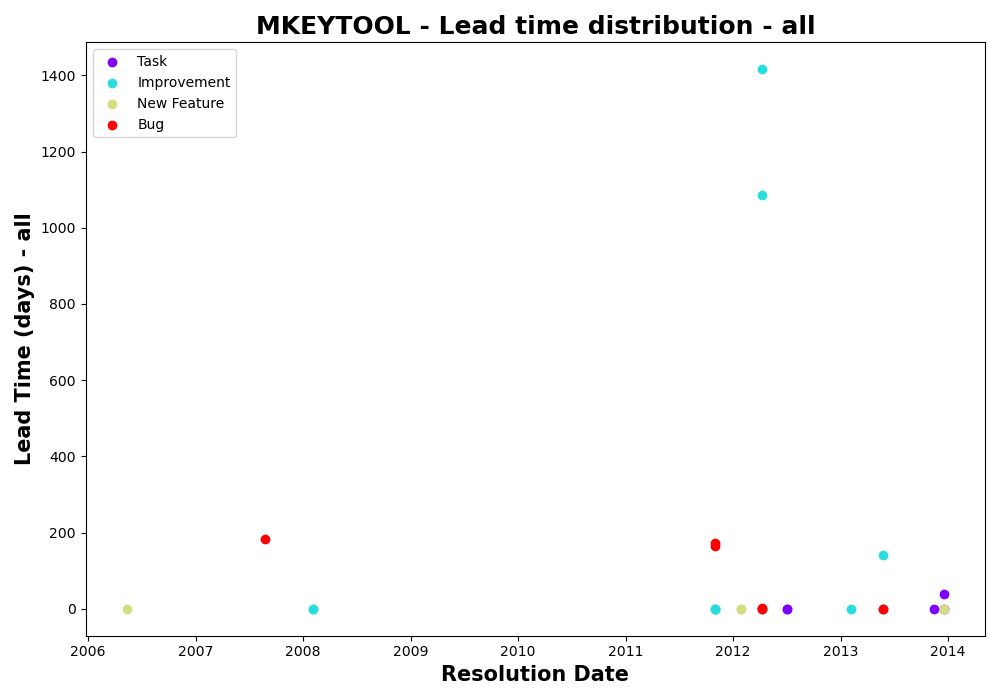 MKEYTOOL - Lead time distribution - all
Task
Improvement
New Feature
Bug
Lead Time (days) - all
1400
1200
1000
800
600
400
200
0
2006 2007 2008 2009 2010 2011 2012 2013 2014
Resolution Date